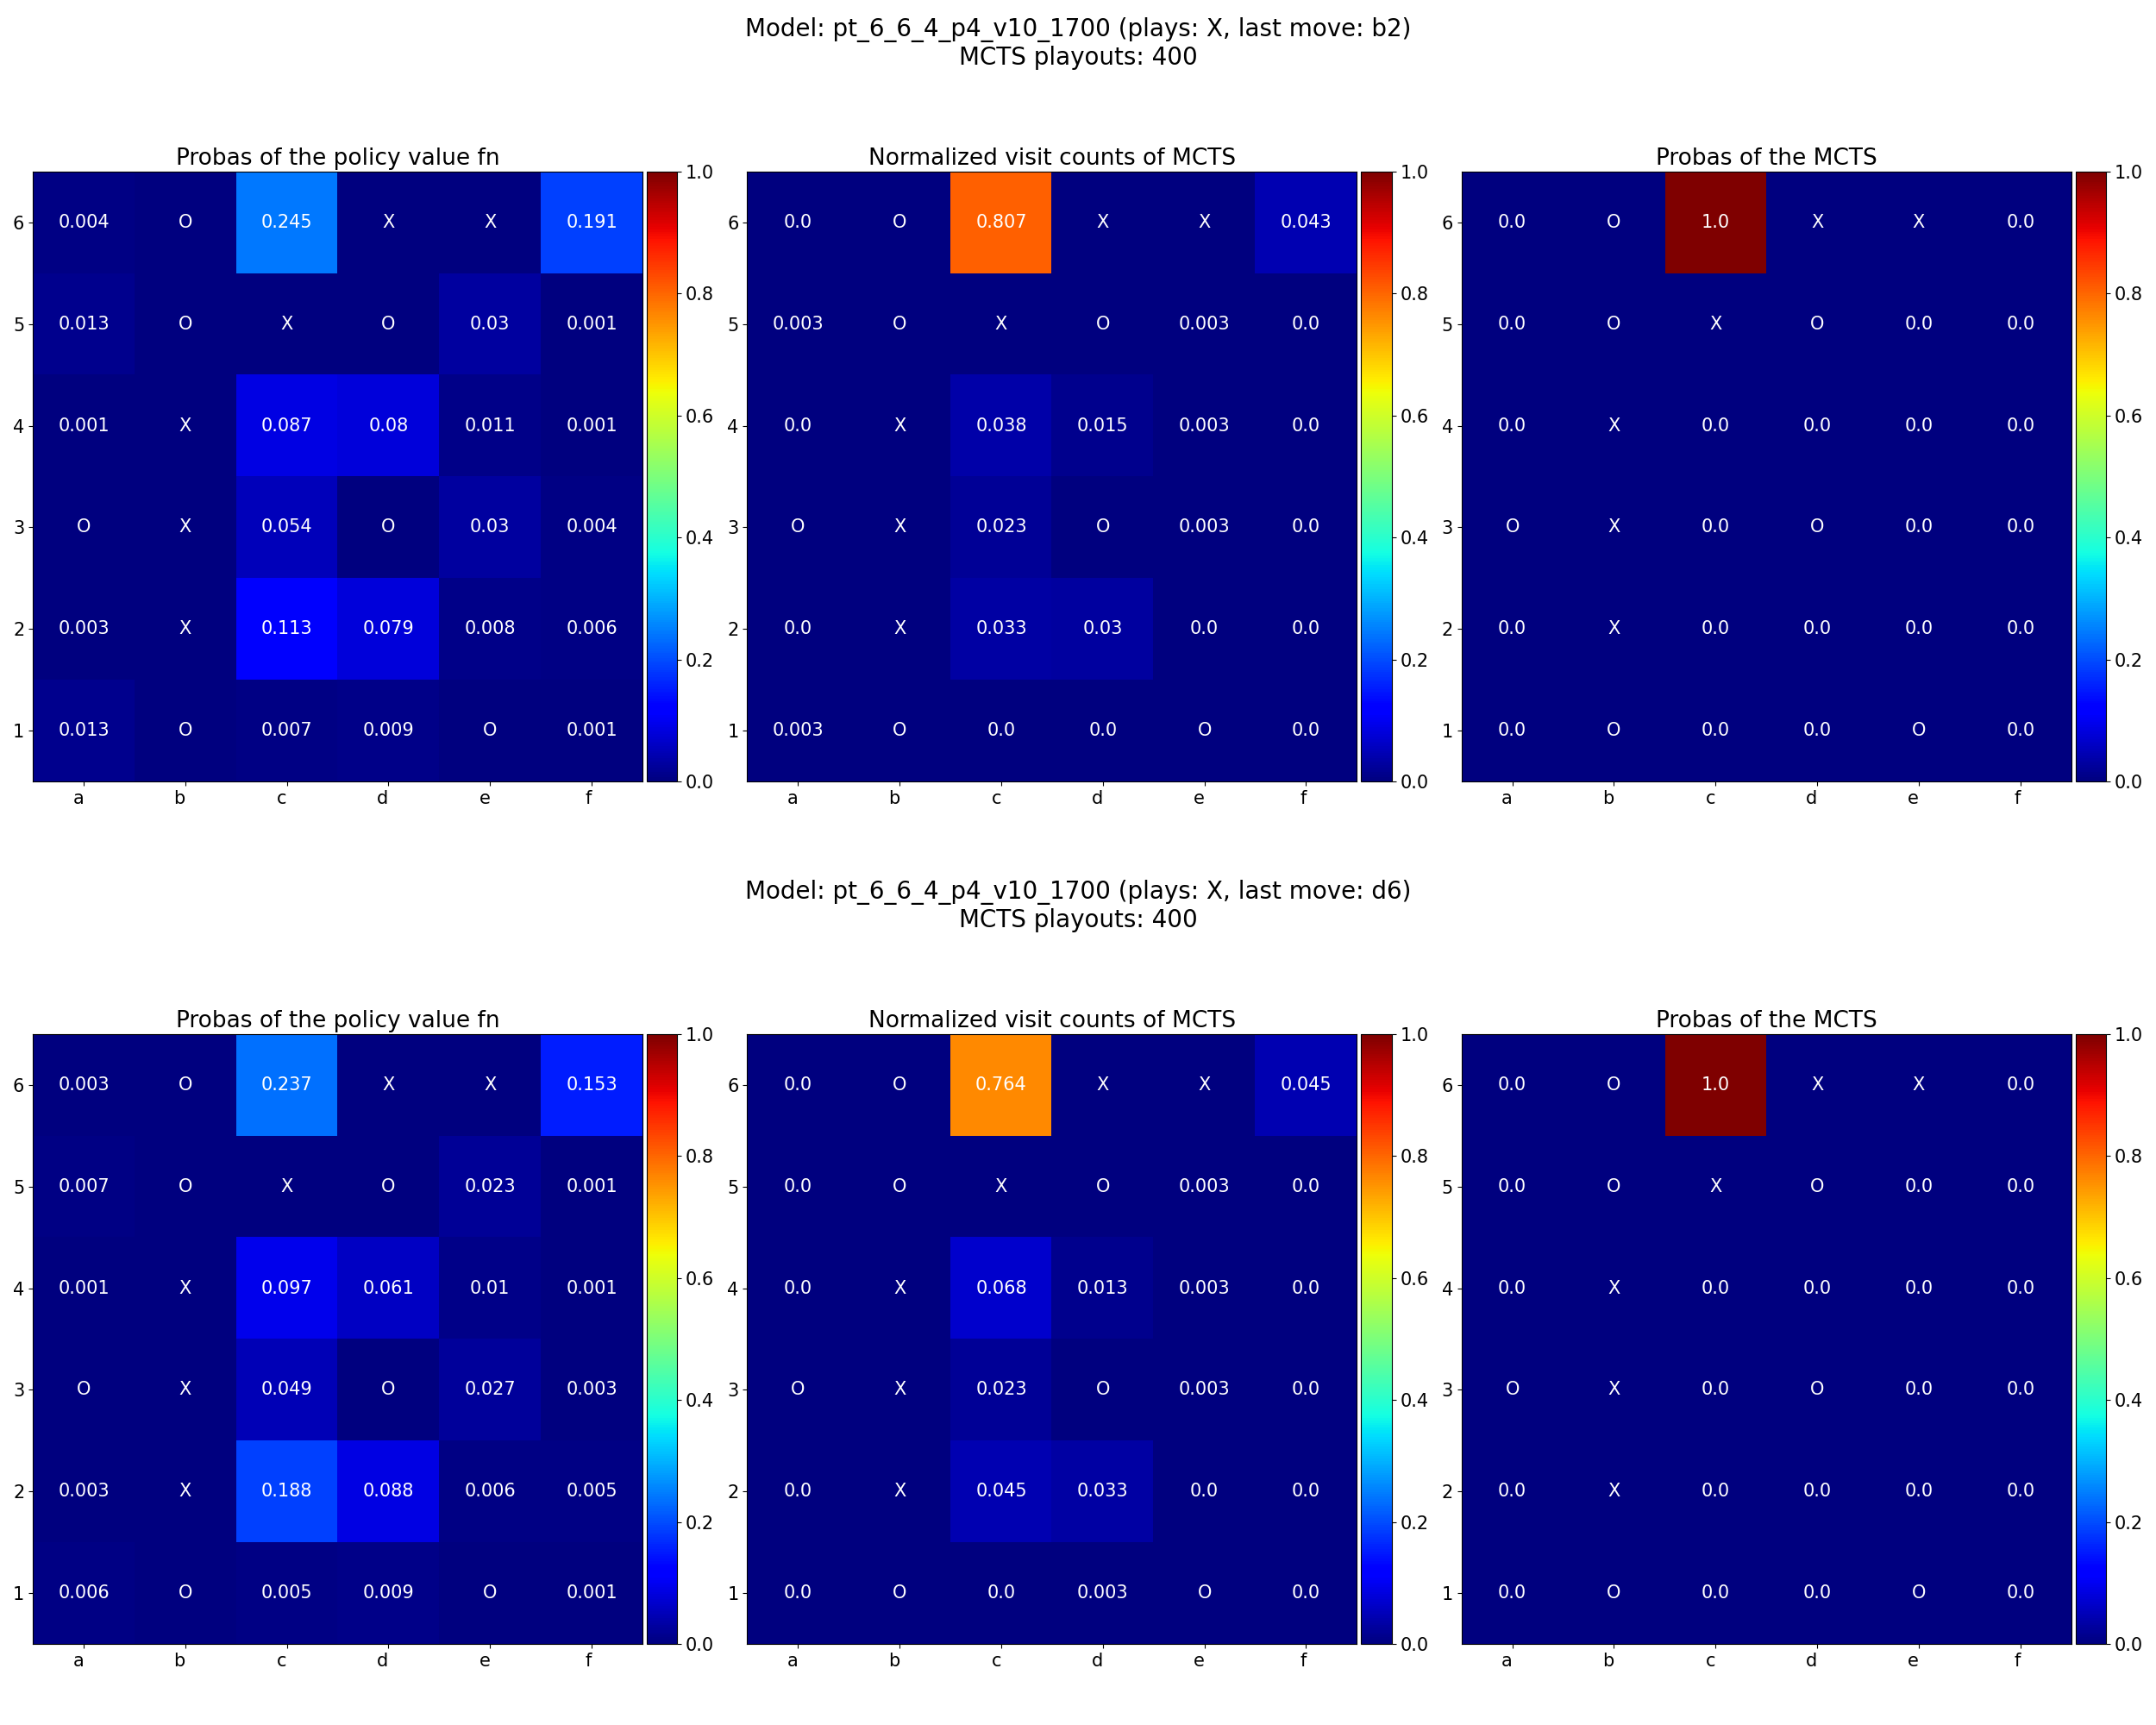 Model: pt_6_6_4_p4_v10_1700 (plays: X, last move: b2)
MCTS playouts: 400
Probas of the policy value fn
6 0.004 O 0.245 X X 0.191
5 0.013 O X O 0.03 0.001
4 0.001 X 0.087 0.08 0.011 0.001
3 O X 0.054 O 0.03 0.004
2 0.003 X 0.113 0.079 0.008 0.006
1 0.013 O 0.007 0.009 O 0.001
a b c d e f
1.0
0.8
0.6
0.4
0.2
0.0
Normalized visit counts of MCTS
6 0.0 O 0.807 X X 0.043
5 0.003 O X O 0.003 0.0
4 0.0 X 0.038 0.015 0.003 0.0
3 O X 0.023 O 0.003 0.0
2 0.0 X 0.033 0.03 0.0 0.0
1 0.003 O 0.0 0.0 O 0.0
a b c d e f
1.0
0.8
0.6
0.4
0.2
0.0
Probas of the MCTS
6 0.0 O 1.0 X X 0.0
5 0.0 O X O 0.0 0.0
4 0.0 X 0.0 0.0 0.0 0.0
3 O X 0.0 O 0.0 0.0
2 0.0 X 0.0 0.0 0.0 0.0
1 0.0 O 0.0 0.0 O 0.0
a b c d e f
1.0
0.8
0.6
0.4
0.2
0.0
Model: pt_6_6_4_p4_v10_1700 (plays: X, last move: d6)
MCTS playouts: 400
Probas of the policy value fn
6 0.003 O 0.237 X X 0.153
5 0.007 O X O 0.023 0.001
4 0.001 X 0.097 0.061 0.01 0.001
3 O X 0.049 O 0.027 0.003
2 0.003 X 0.188 0.088 0.006 0.005
1 0.006 O 0.005 0.009 O 0.001
a b c d e f
1.0
0.8
0.6
0.4
0.2
0.0
Normalized visit counts of MCTS
6 0.0 O 0.764 X X 0.045
5 0.0 O X O 0.003 0.0
4 0.0 X 0.068 0.013 0.003 0.0
3 O X 0.023 O 0.003 0.0
2 0.0 X 0.045 0.033 0.0 0.0
1 0.0 O 0.0 0.003 O 0.0
a b c d e f
1.0
0.8
0.6
0.4
0.2
0.0
Probas of the MCTS
6 0.0 O 1.0 X X 0.0
5 0.0 O X O 0.0 0.0
4 0.0 X 0.0 0.0 0.0 0.0
3 O X 0.0 O 0.0 0.0
2 0.0 X 0.0 0.0 0.0 0.0
1 0.0 O 0.0 0.0 O 0.0
a b c d e f
1.0
0.8
0.6
0.4
0.2
0.0